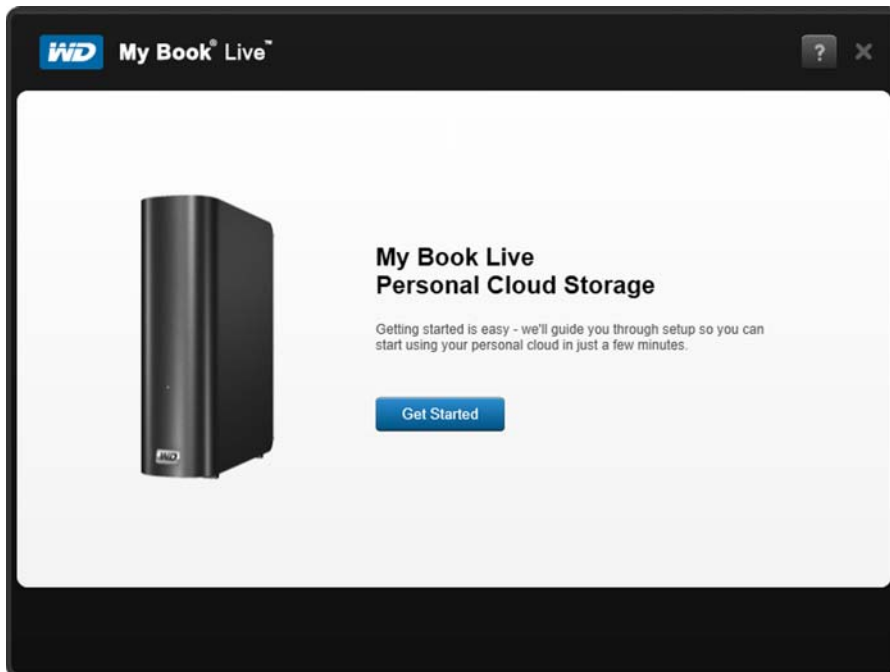 WD My Book® Live™
?
My Book Live
Personal Cloud Storage
Getting started is easy - we'll guide you through setup so you can
start using your personal cloud in just a few minutes.
Get Started
WD